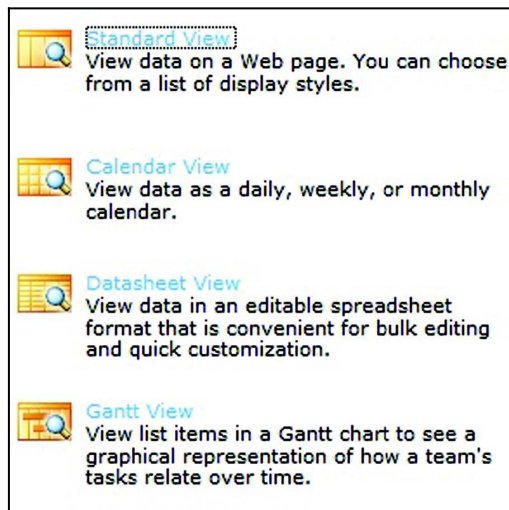 Standard View
View data on a Web page. You can choose
from a list of display styles.
Calendar View
View data as a daily, weekly, or monthly
calendar.
Datasheet View
View data in an editable spreadsheet
format that is convenient for bulk editing
and quick customization.
Gantt View
View list items in a Gantt chart to see a
graphical representation of how a team's
tasks relate over time.